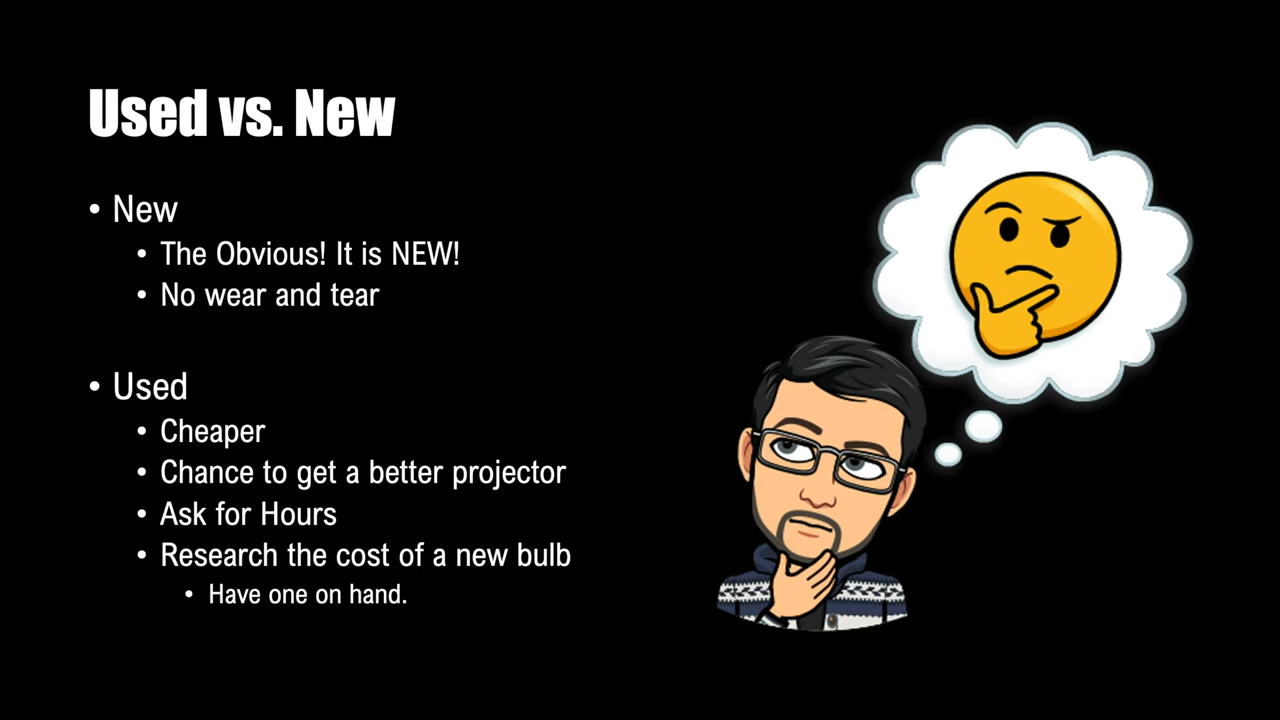 Used vs. New
• New
• The Obvious! It is NEW!
• No wear and tear
• Used
• Cheaper
• Chance to get a better projector
• Ask for Hours
• Research the cost of a new bulb
• Have one on hand.